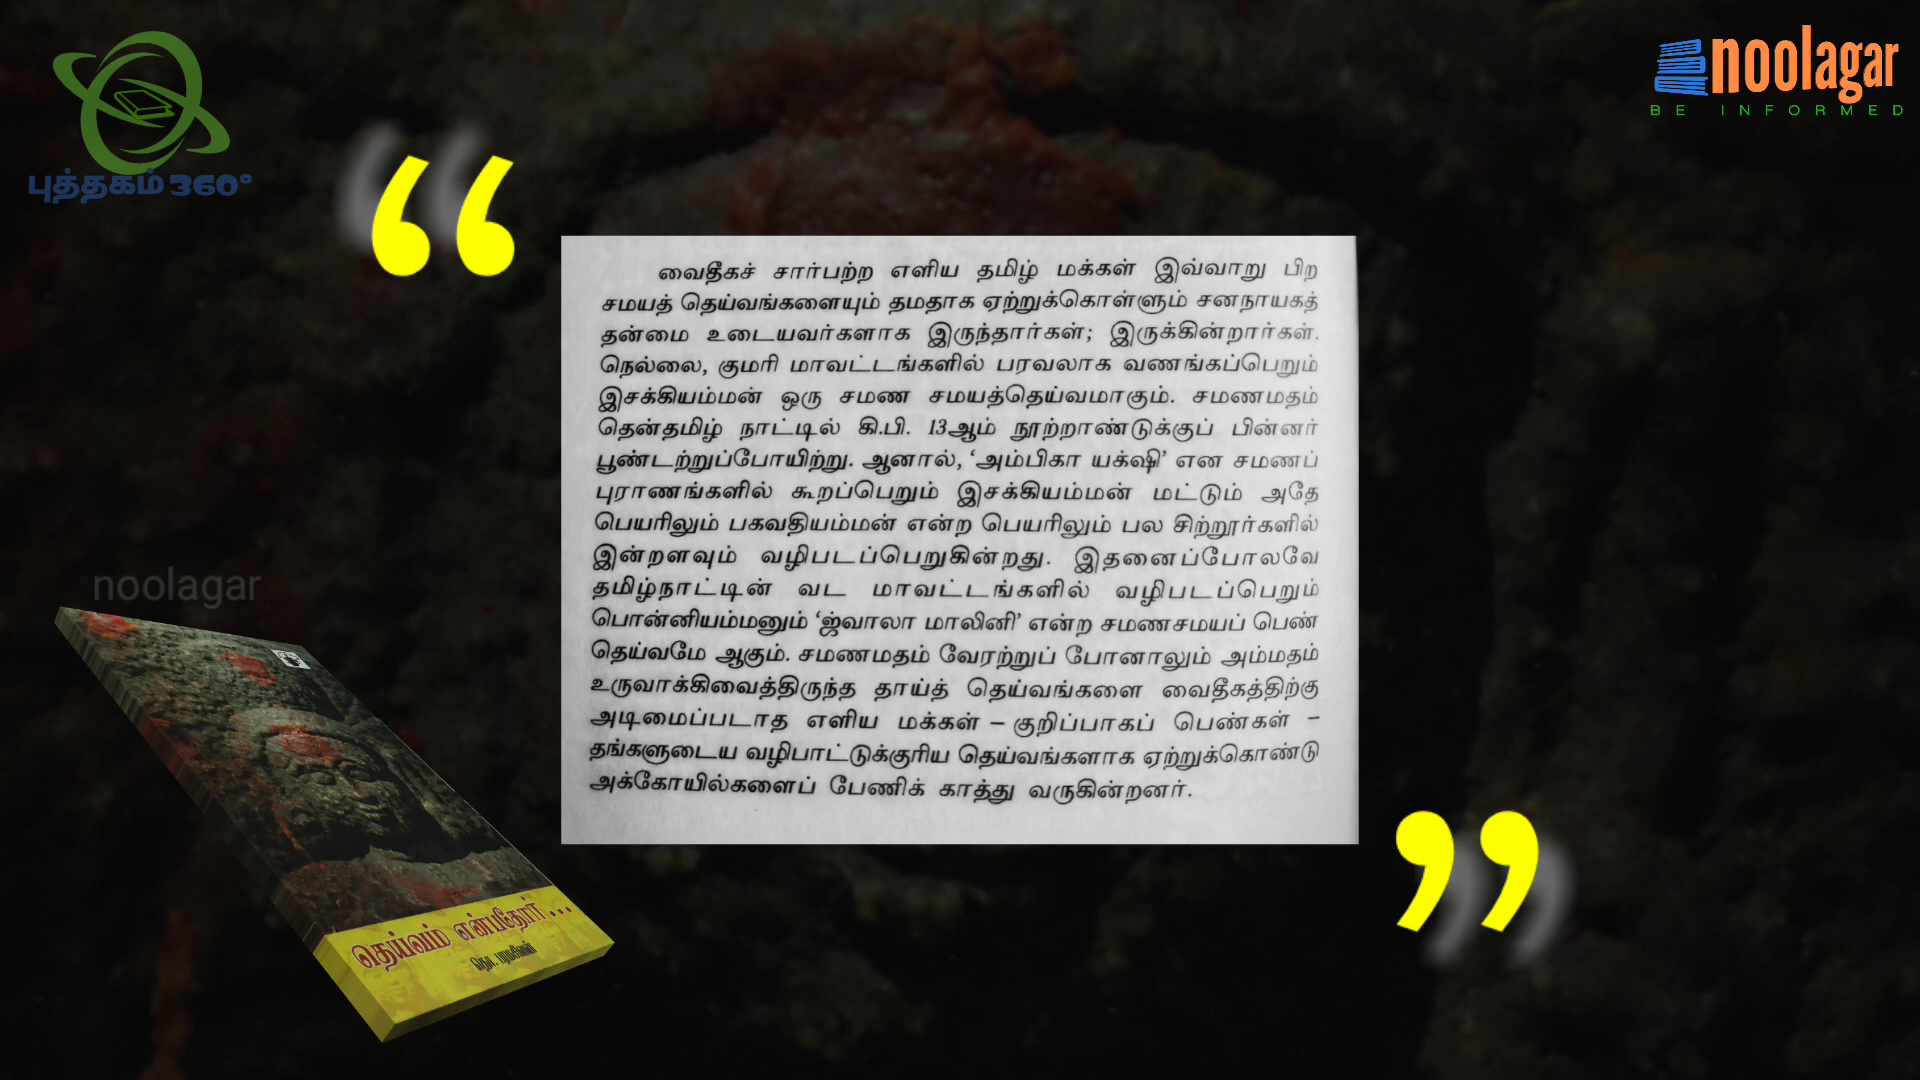 புத்தகம் 360°
noolagar
BE INFORMED
“
வைதீகச் சார்பற்ற எளிய தமிழ் மக்கள் இவ்வாறு பிற
சமயத் தெய்வங்களையும் தமதாக ஏற்றுக்கொள்ளும் சனநாயகத்
தன்மை உடையவர்களாக இருந்தார்கள்; இருக்கின்றார்கள்.
நெல்லை, குமரி மாவட்டங்களில் பரவலாக வணங்கப்பெறும்
இசக்கியம்மன் ஒரு சமண சமயத்தெய்வமாகும். சமணமதம்
தென்தமிழ் நாட்டில் கி.பி. 13ஆம் நூற்றாண்டுக்குப் பின்னர்
பூண்டற்றுப்போயிற்று. ஆனால், ‘அம்பிகா யக்ஷி’ என சமணப்
புராணங்களில் கூறப்பெறும் இசக்கியம்மன் மட்டும் அதே
பெயரிலும் பகவதியம்மன் என்ற பெயரிலும் பல சிற்றூர்களில்
இன்றளவும் வழிபடப்பெறுகின்றது. இதனைப்போலவே
தமிழ்நாட்டின் வட மாவட்டங்களில் வழிபடப்பெறும்
பொன்னியம்மனும் ‘ஜ்வாலா மாலினி’ என்ற சமணசமயப் பெண்
தெய்வமே ஆகும். சமணமதம் வேரற்றுப் போனாலும் அம்மதம்
உருவாக்கிவைத்திருந்த தாய்த் தெய்வங்களை வைதீகத்திற்கு
அடிமைப்படாத எளிய மக்கள் – குறிப்பாகப் பெண்கள் –
தங்களுடைய வழிபாட்டுக்குரிய தெய்வங்களாக ஏற்றுக்கொண்டு
அக்கோயில்களைப் பேணிக் காத்து வருகின்றனர்.
”
noolagar
தெய்வம் என்பதோர்...
தொ. பரமசிவன்